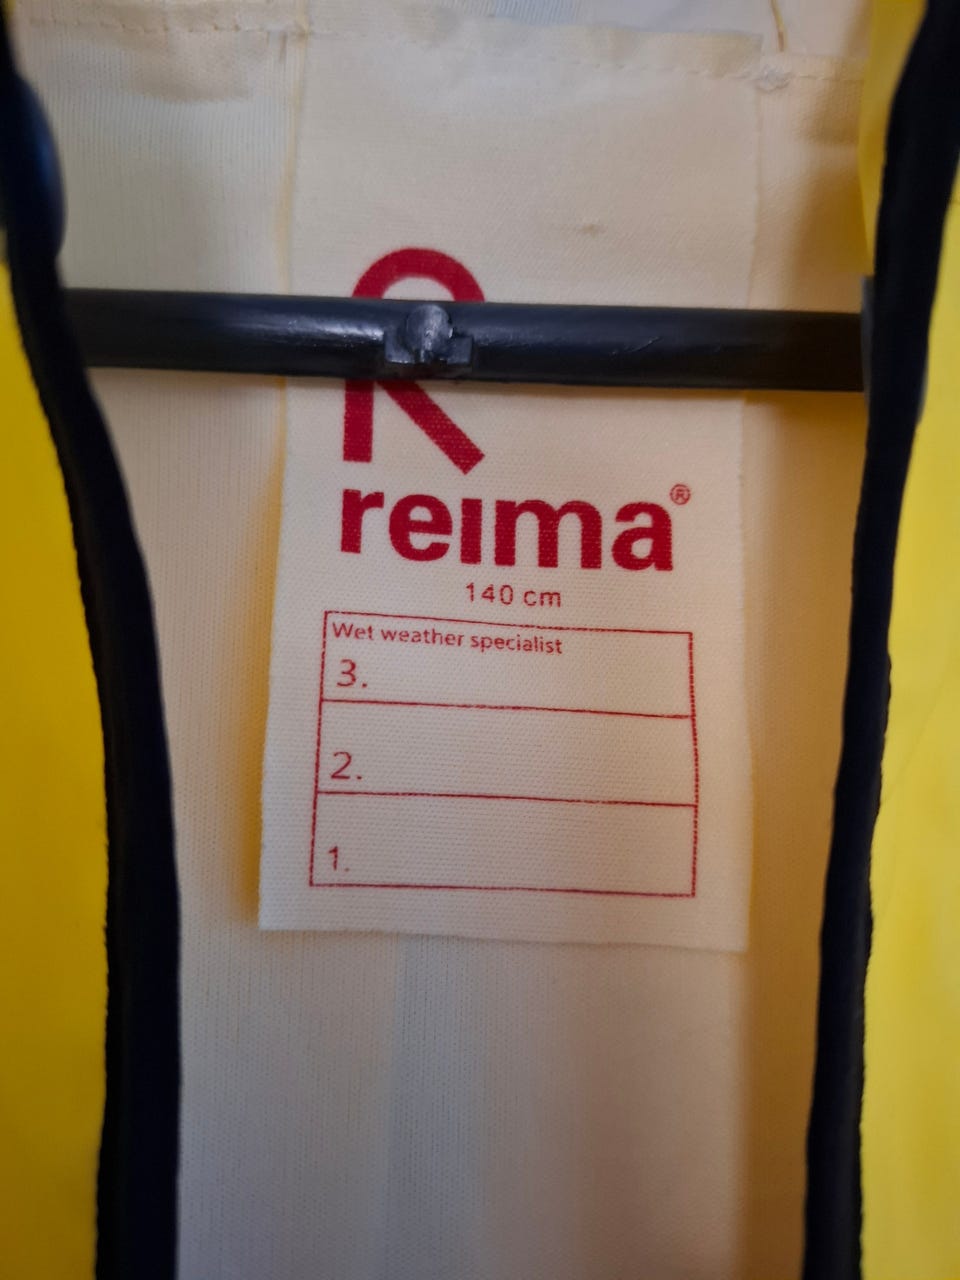 R
reima®
140 cm
Wet weather specialist
3.
2.
1.